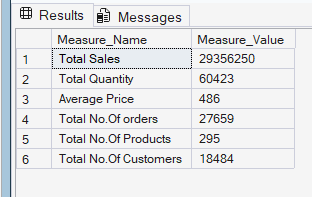 Results Messages
Measure_Name Measure_Value
1 Total Sales 29356250
2 Total Quantity 60423
3 Average Price 486
4 Total No.Of orders 27659
5 Total No.Of Products 295
6 Total No.Of Customers 18484